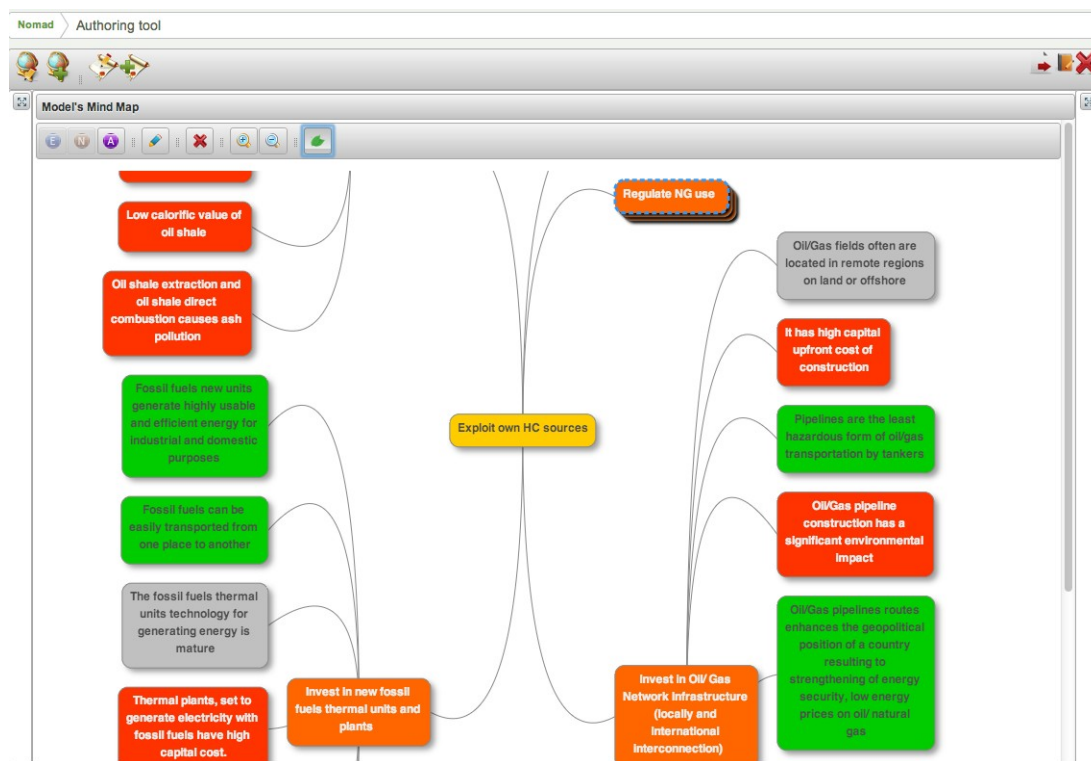 Nomad
Authoring tool
Model's Mind Map
E
N
A
Regulate NG use
Low calorific value of
oil shale
Oil shale extraction and
oil shale direct
combustion causes ash
pollution
Oil/Gas fields often are
located in remote regions
on land or offshore
It has high capital
upfront cost of
construction
Fossil fuels new units
generate highly usable
and efficient energy for
industrial and domestic
purposes
Exploit own HC sources
Pipelines are the least
hazardous form of oil/gas
transportation by tankers
Fossil fuels can be
easily transported from
one place to another
Oil/Gas pipeline
construction has a
significant environmental
impact
The fossil fuels thermal
units technology for
generating energy is
mature
Oil/Gas pipelines routes
enhances the geopolitical
position of a country
resulting to
strengthening of energy
security, low energy
prices on oil/ natural
gas
Thermal plants, set to
generate electricity with
fossil fuels have high
capital cost.
Invest in new fossil
fuels thermal units and
plants
Invest in Oil/ Gas
Network Infrastructure
(locally and
International
Interconnection)